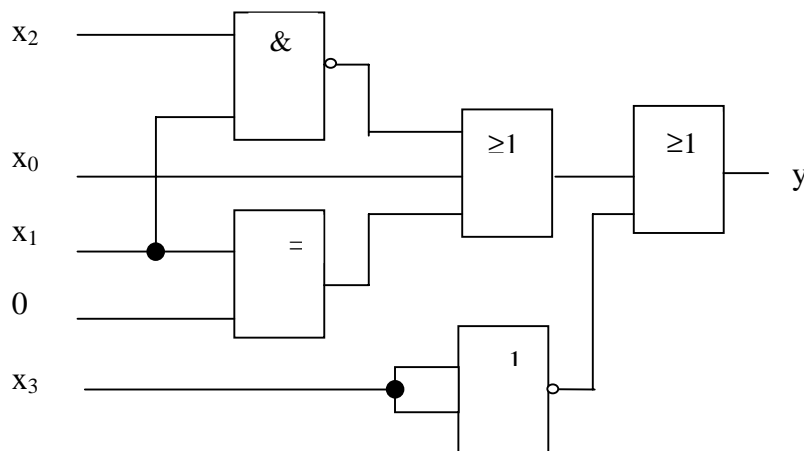 x₂
&
x₀
≥1
≥1
y
x₁
=
0
x₃
1